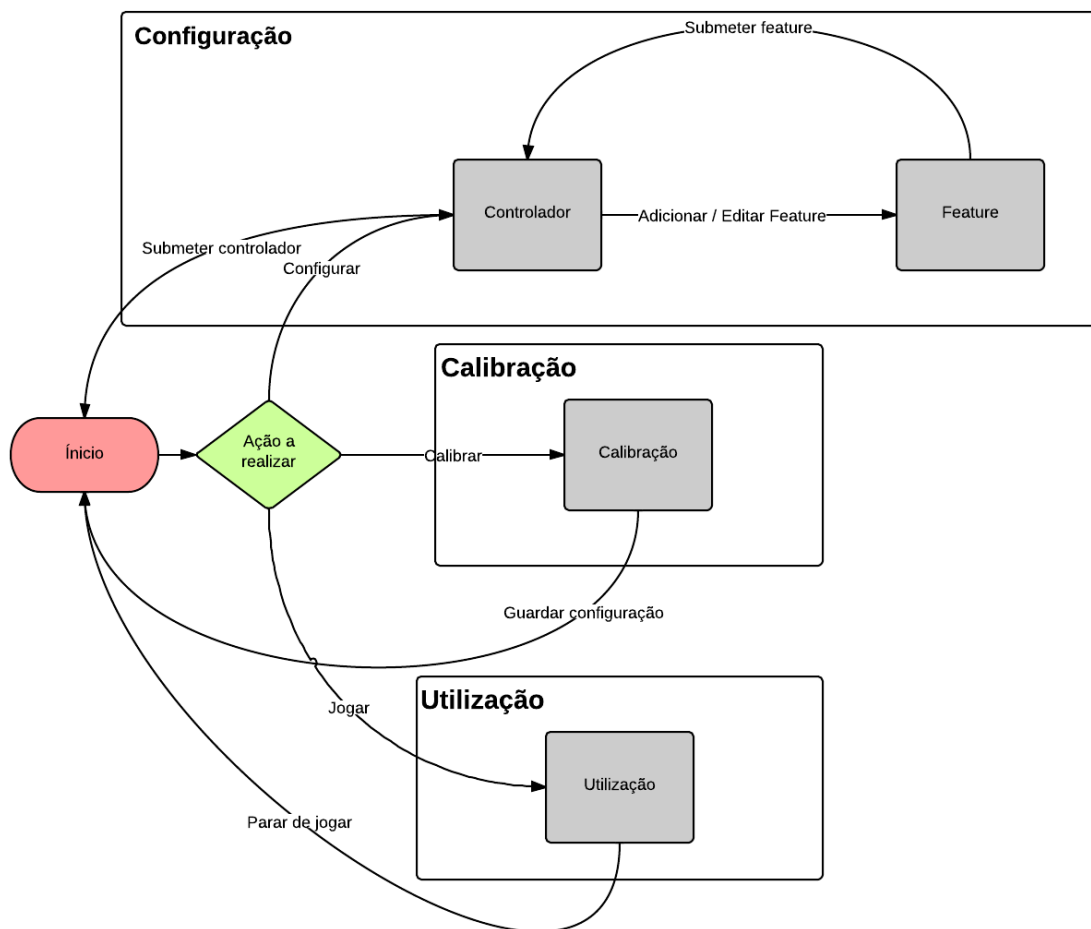 Configuração
Submeter feature
Controlador
Adicionar / Editar Feature
Feature
Submeter controlador
Configurar
Calibração
Ínicio
Ação a
realizar
Calibrar
Calibração
Guardar configuração
Utilização
Jogar
Utilização
Parar de jogar